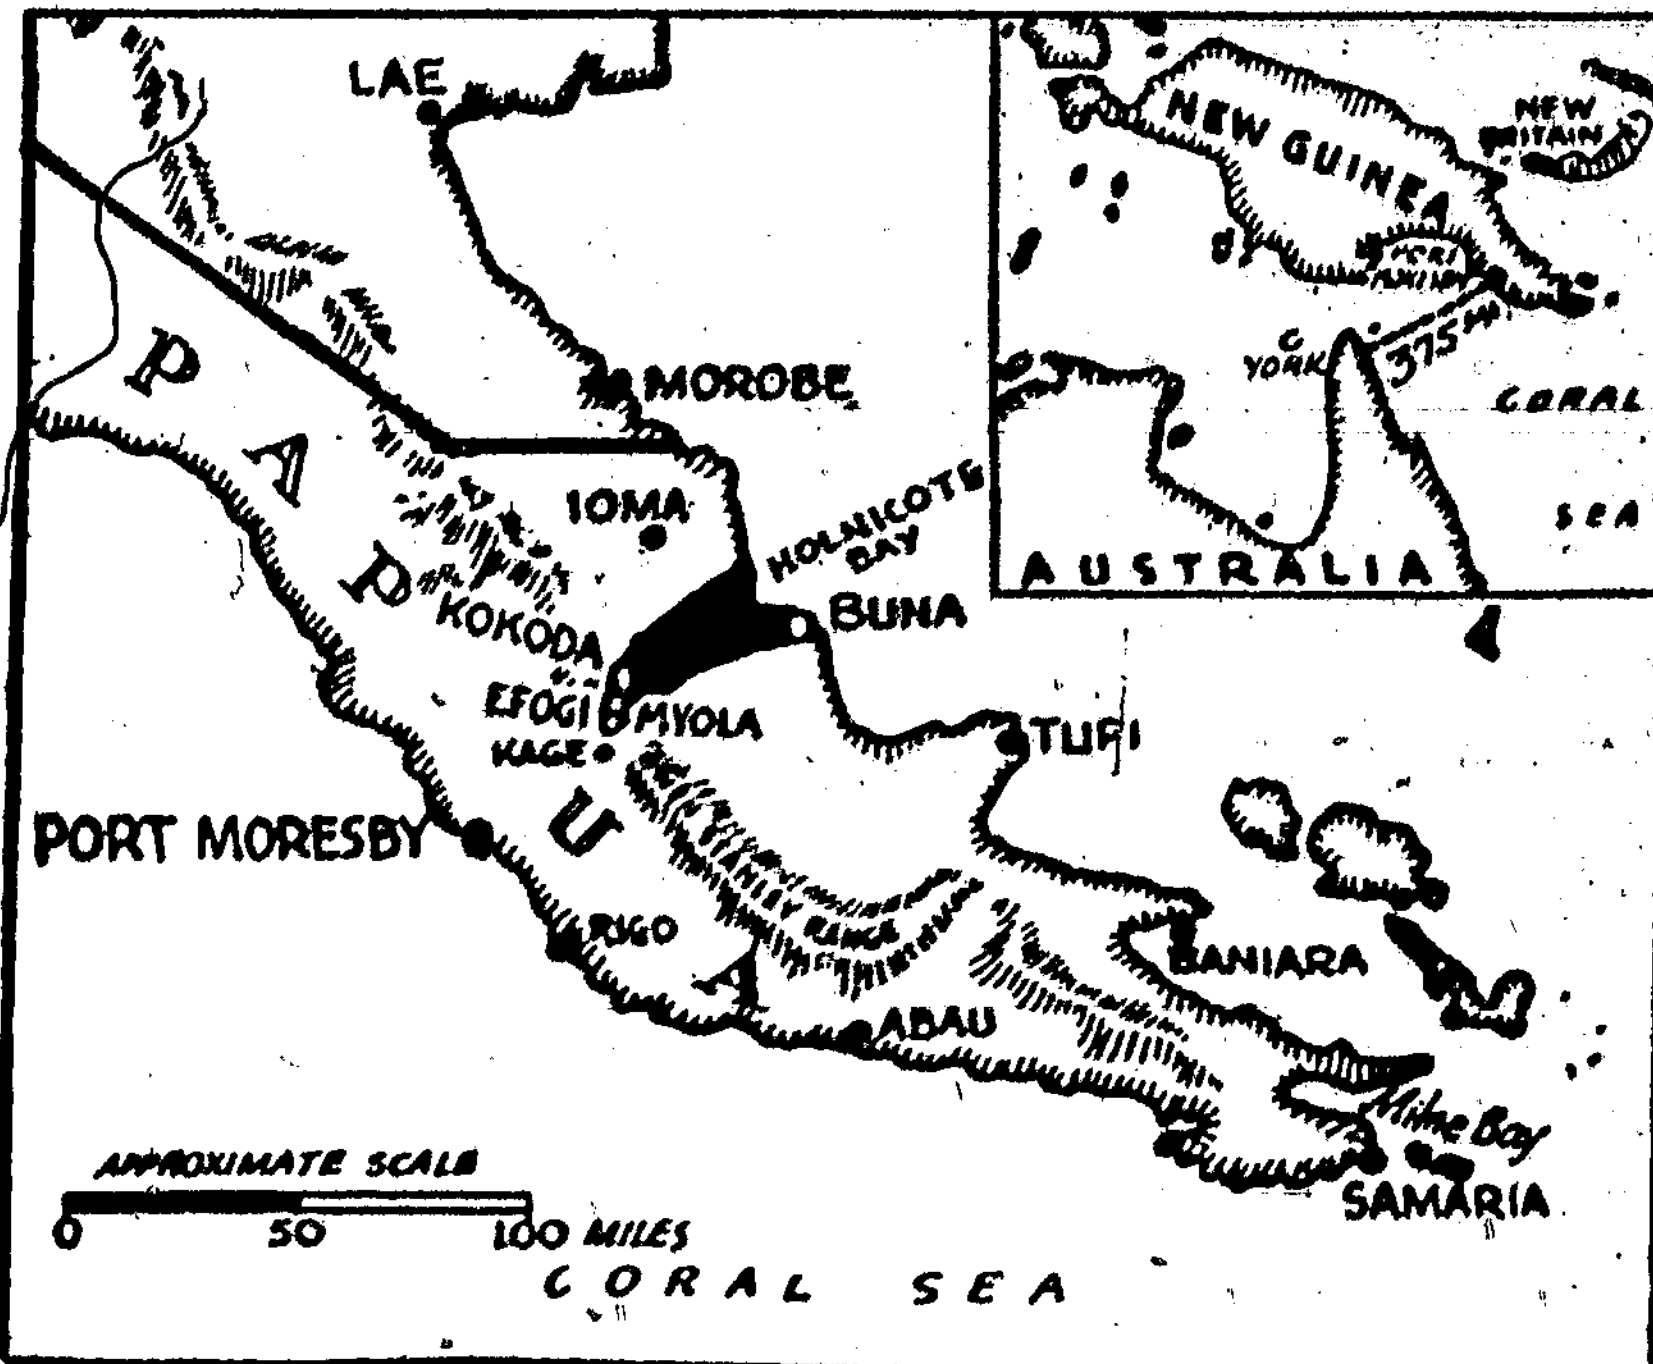 LAE
MOROBE
IOMA
HOLNICOTE
BAY
BUNA
KOKODA
EFOGI
MYOLA
KAGE
TUFI
PAPUA
PORT MORESBY
STANLEY RANGE
RIGO
ABAU
BANIARA
Milne Bay
SAMARIA
APPROXIMATE SCALE
0 50 100 MILES
CORAL SEA
NEW GUINEA
NEW
BRITAIN
PORT
C
YORK
375 MI.
CORAL
SEA
AUSTRALIA